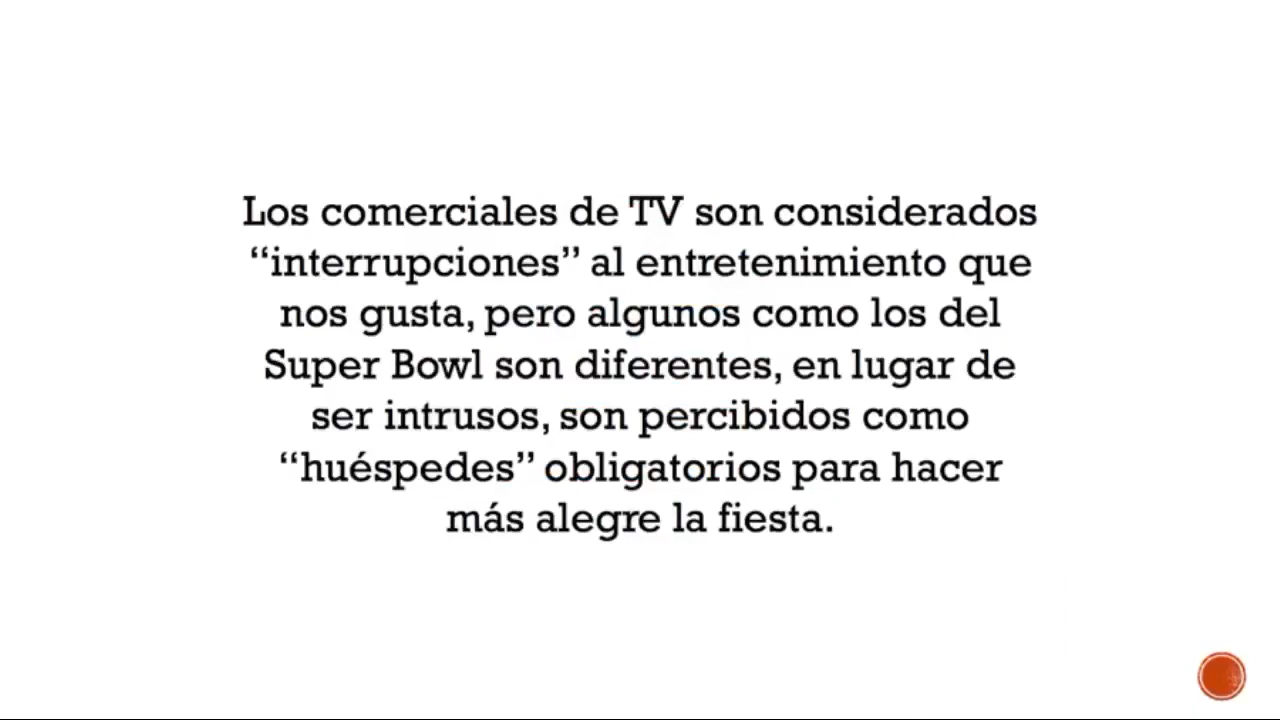 Los comerciales de TV son considerados
“interrupciones” al entretenimiento que
nos gusta, pero algunos como los del
Super Bowl son diferentes, en lugar de
ser intrusos, son percibidos como
“huéspedes” obligatorios para hacer
más alegre la fiesta.